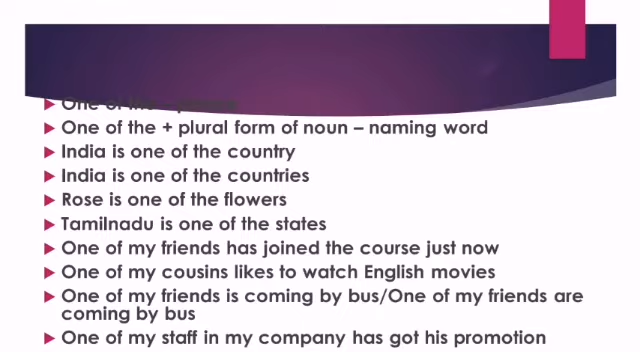 One of the
One of the + plural form of noun – naming word
India is one of the country
India is one of the countries
Rose is one of the flowers
Tamilnadu is one of the states
One of my friends has joined the course just now
One of my cousins likes to watch English movies
One of my friends is coming by bus/One of my friends are
coming by bus
One of my staff in my company has got his promotion